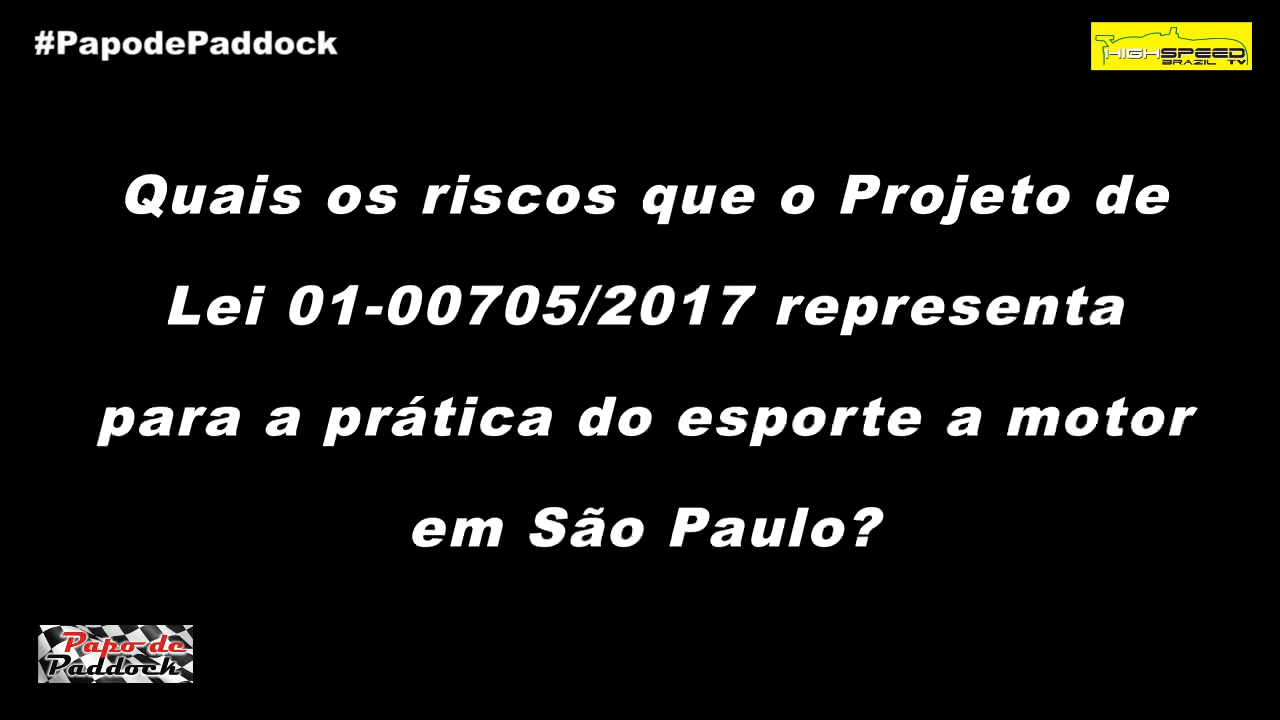 #PapodePaddock
HIGHSPEED
BRAZIL TV
Quais os riscos que o Projeto de
Lei 01-00705/2017 representa
para a prática do esporte a motor
em São Paulo?
Papo de
Paddock